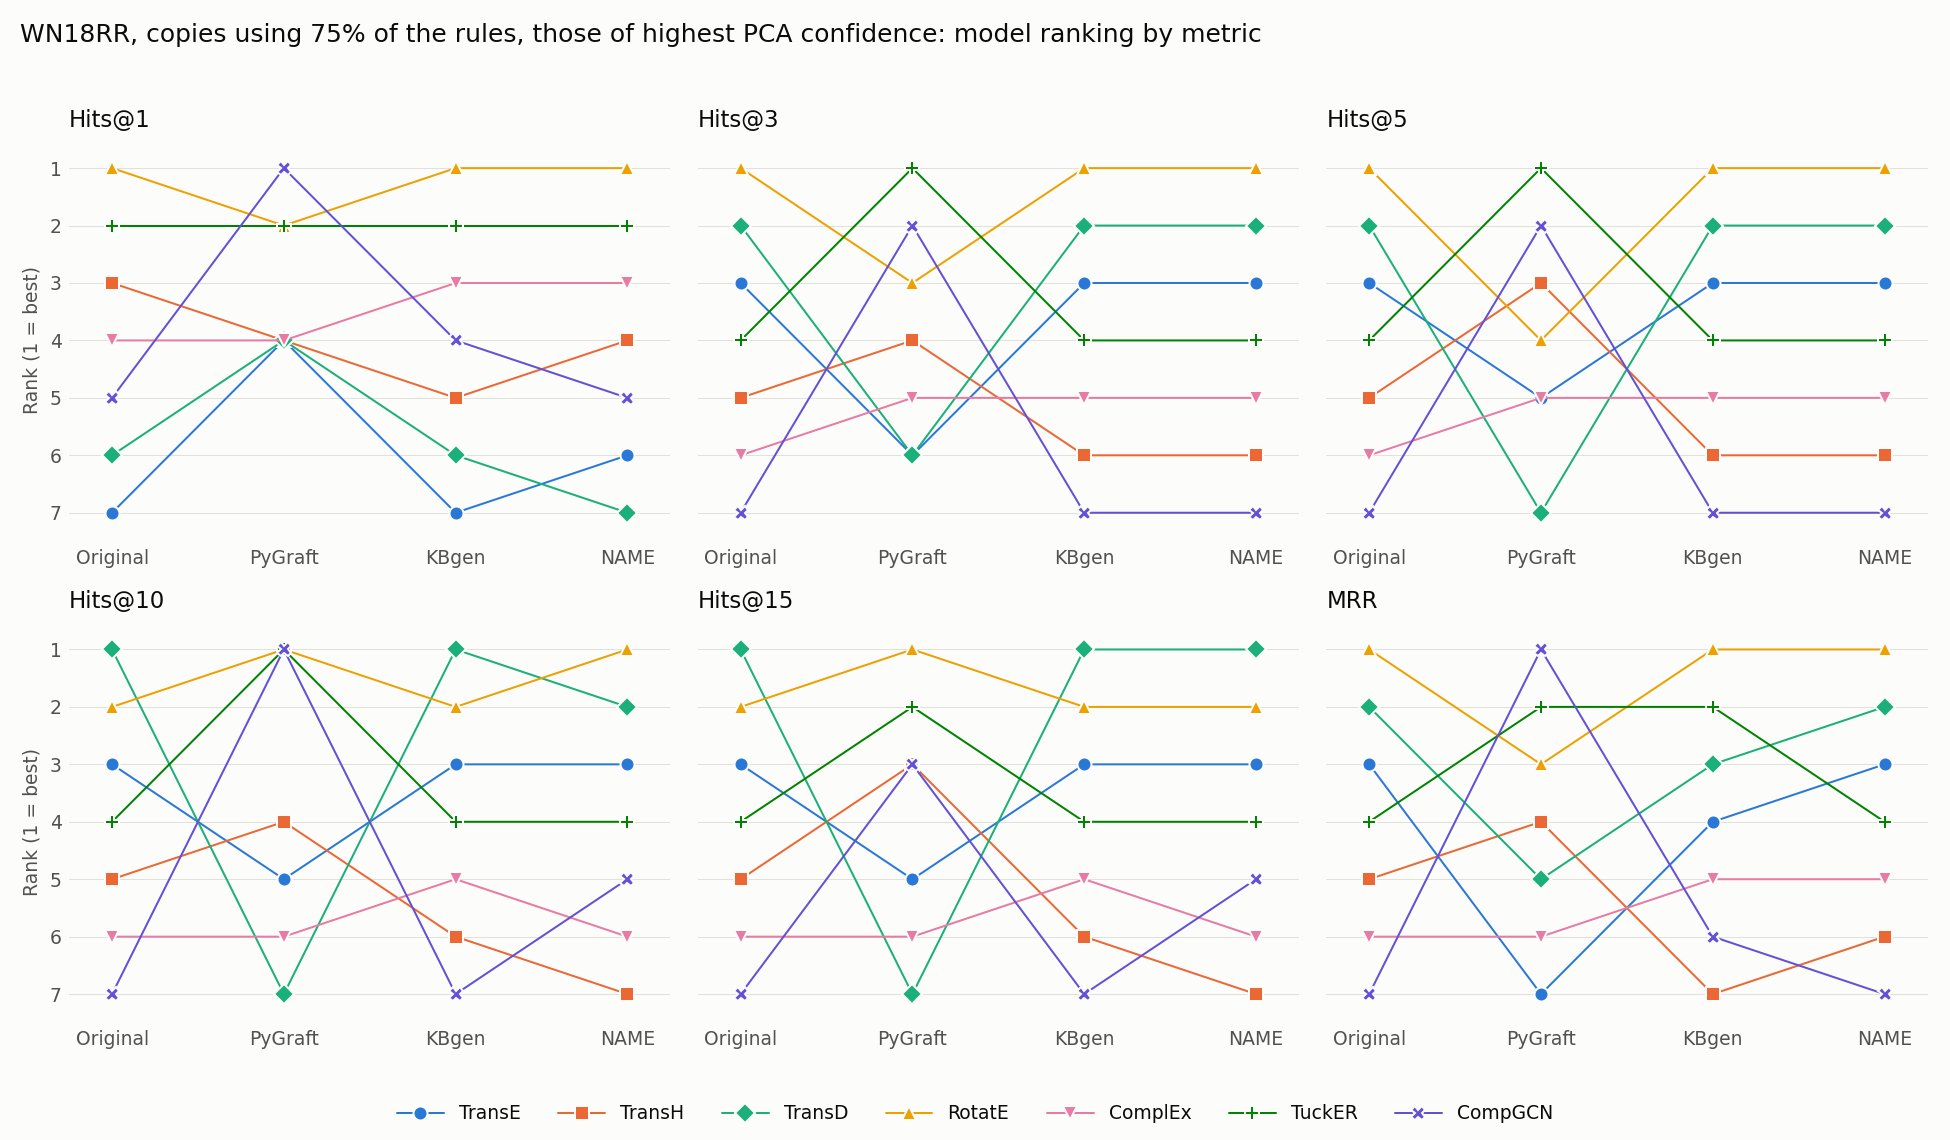 WN18RR, copies using 75% of the rules, those of highest PCA confidence: model ranking by metric
Hits@1
Hits@3
Hits@5
Rank (1 = best)
1
2
3
4
5
6
7
Original PyGraft KBgen NAME
Original PyGraft KBgen NAME
Original PyGraft KBgen NAME
Hits@10
Hits@15
MRR
Rank (1 = best)
1
2
3
4
5
6
7
Original PyGraft KBgen NAME
Original PyGraft KBgen NAME
Original PyGraft KBgen NAME
TransE TransH TransD RotatE ComplEx TuckER CompGCN